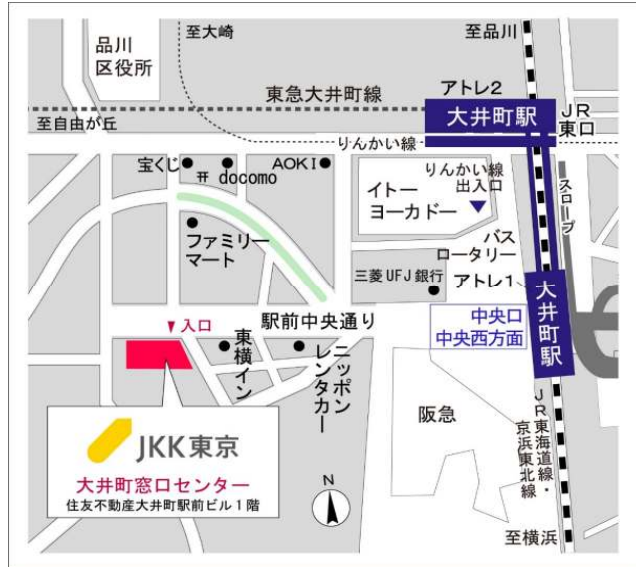 至大崎
至品川
品川
区役所
アトレ2
東急大井町線
大井町駅
JR
東口
至自由が丘
りんかい線
宝くじ
〒 docomo
AOKI
りんかい線
出入口
イトー
ヨーカドー
スロープ
ファミリー
マート
バス
ロータリー
三菱UFJ銀行
アトレ1
大井町駅
入口
駅前中央通り
中央口
中央西方面
東横イン
ニッポン
レンタカー
阪急
JR東海道線・
京浜東北線
JKK東京
大井町窓口センター
住友不動産大井町駅前ビル1階
N
至横浜